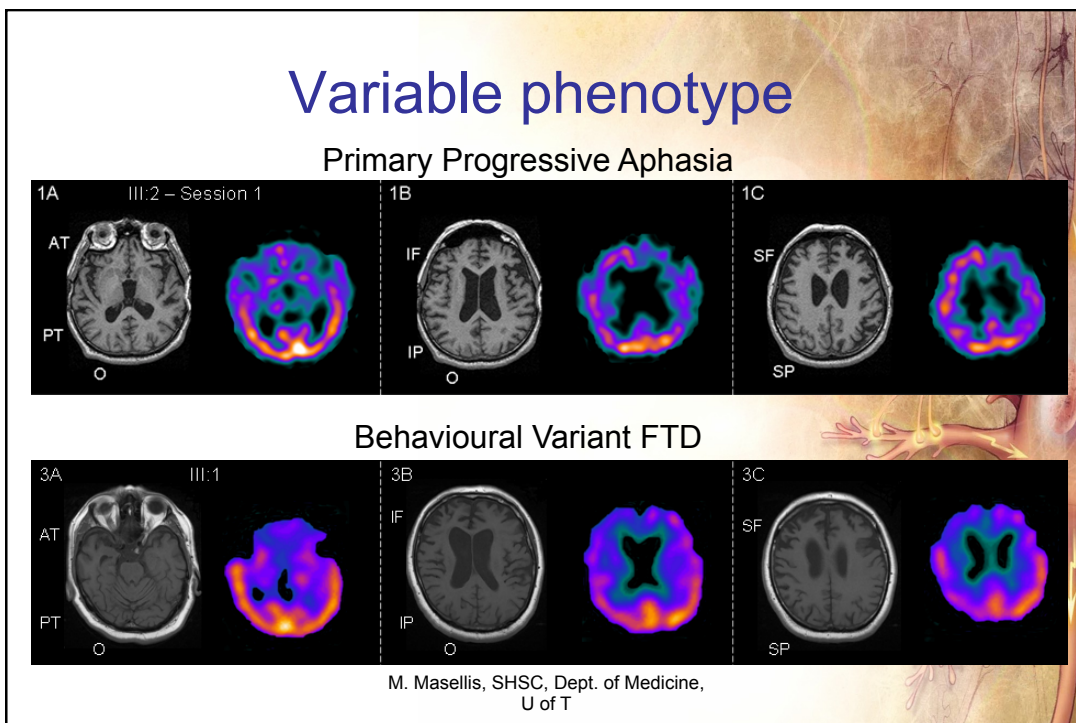 Variable phenotype
Primary Progressive Aphasia
1A III:2 – Session 1 1B 1C
AT IF SF
PT IP SP
O O
Behavioural Variant FTD
3A III:1 3B 3C
AT IF SF
PT IP SP
O O
M. Masellis, SHSC, Dept. of Medicine,
U of T